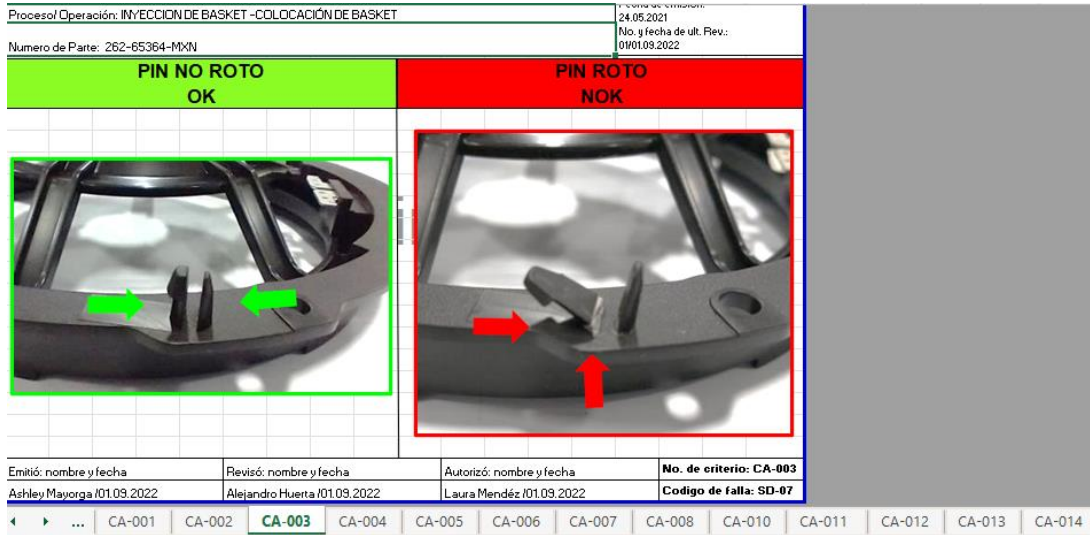 Proceso/ Operación: INYECCION DE BASKET -COLOCACIÓN DE BASKET
24.05.2021
No. y fecha de ult. Rev.:
01/01.09.2022
Numero de Parte: 262-65364-MXN
PIN NO ROTO
OK
PIN ROTO
NOK
Emitió: nombre y fecha
Revisó: nombre y fecha
Autorizó: nombre y fecha
No. de criterio: CA-003
Ashley Mayorga /01.09.2022
Alejandro Huerta /01.09.2022
Laura Mendéz /01.09.2022
Codigo de falla: SD-07
... CA-001 CA-002 CA-003 CA-004 CA-005 CA-006 CA-007 CA-008 CA-010 CA-011 CA-012 CA-013 CA-014